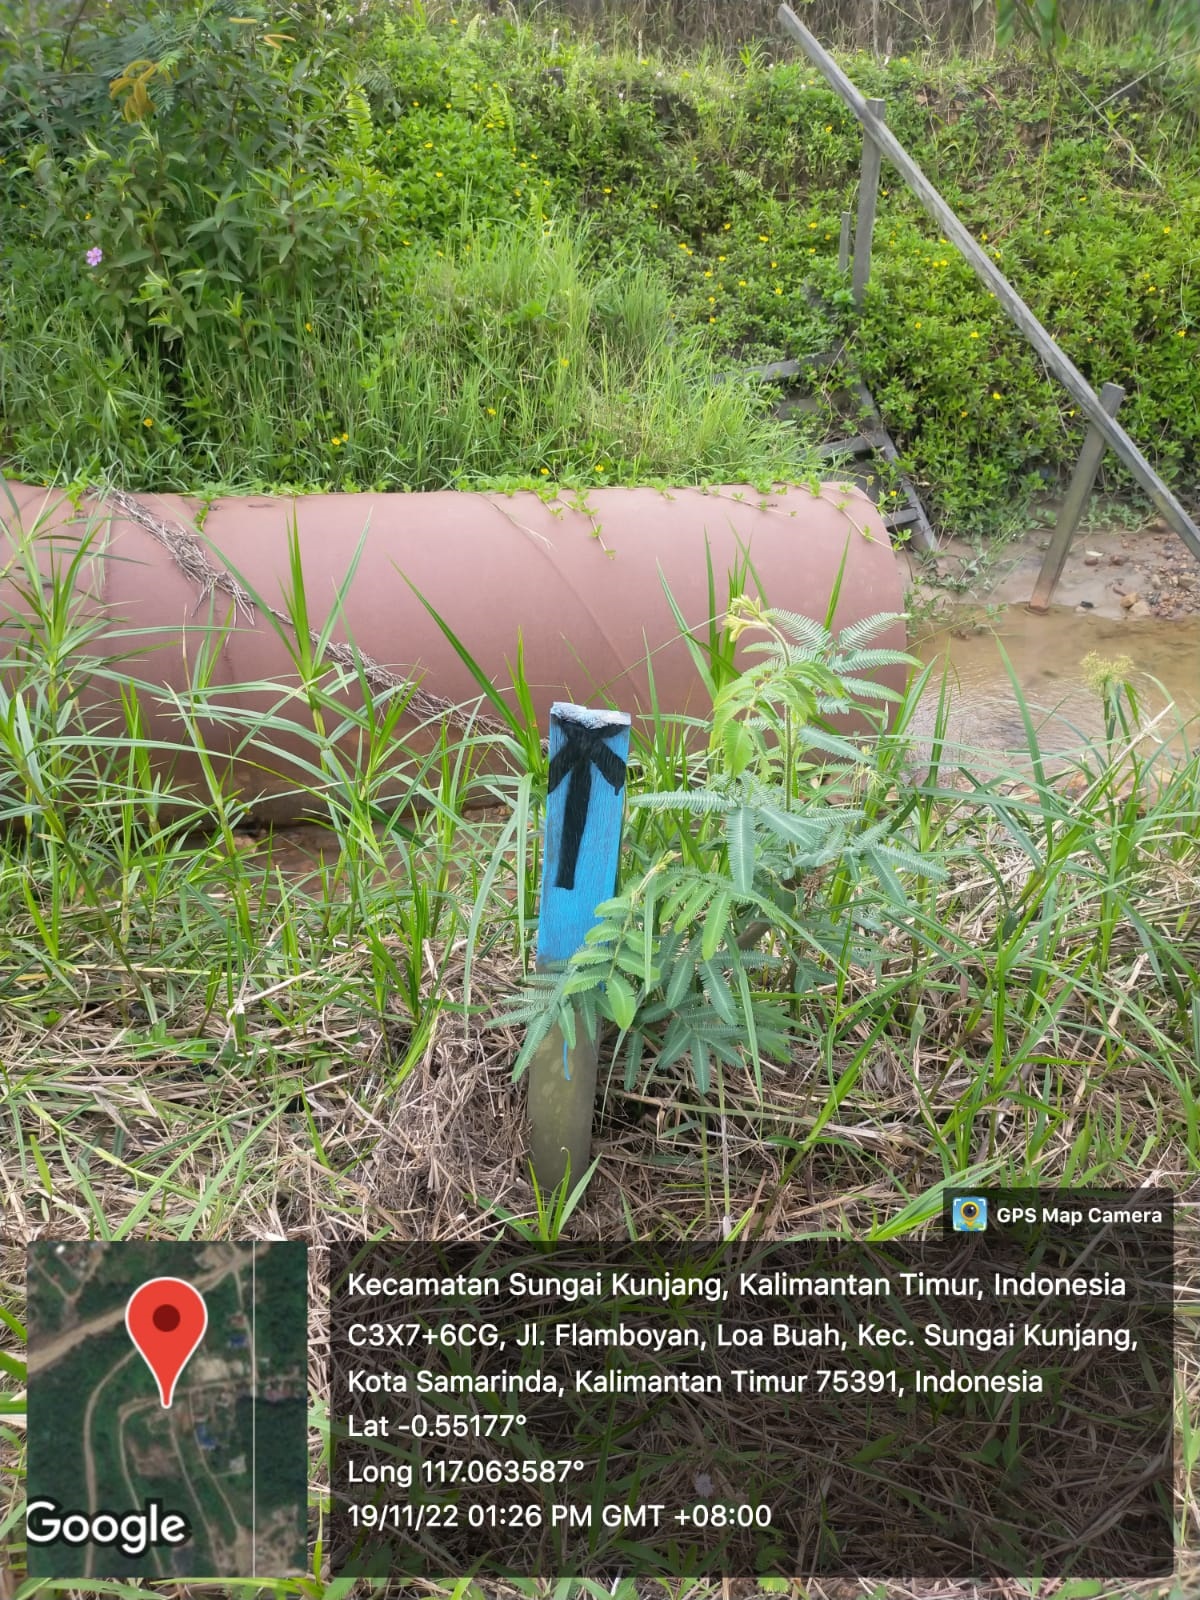 GPS Map Camera
Kecamatan Sungai Kunjang, Kalimantan Timur, Indonesia
C3X7+6CG, Jl. Flamboyan, Loa Buah, Kec. Sungai Kunjang,
Kota Samarinda, Kalimantan Timur 75391, Indonesia
Lat -0.55177°
Long 117.063587°
19/11/22 01:26 PM GMT +08:00
Google